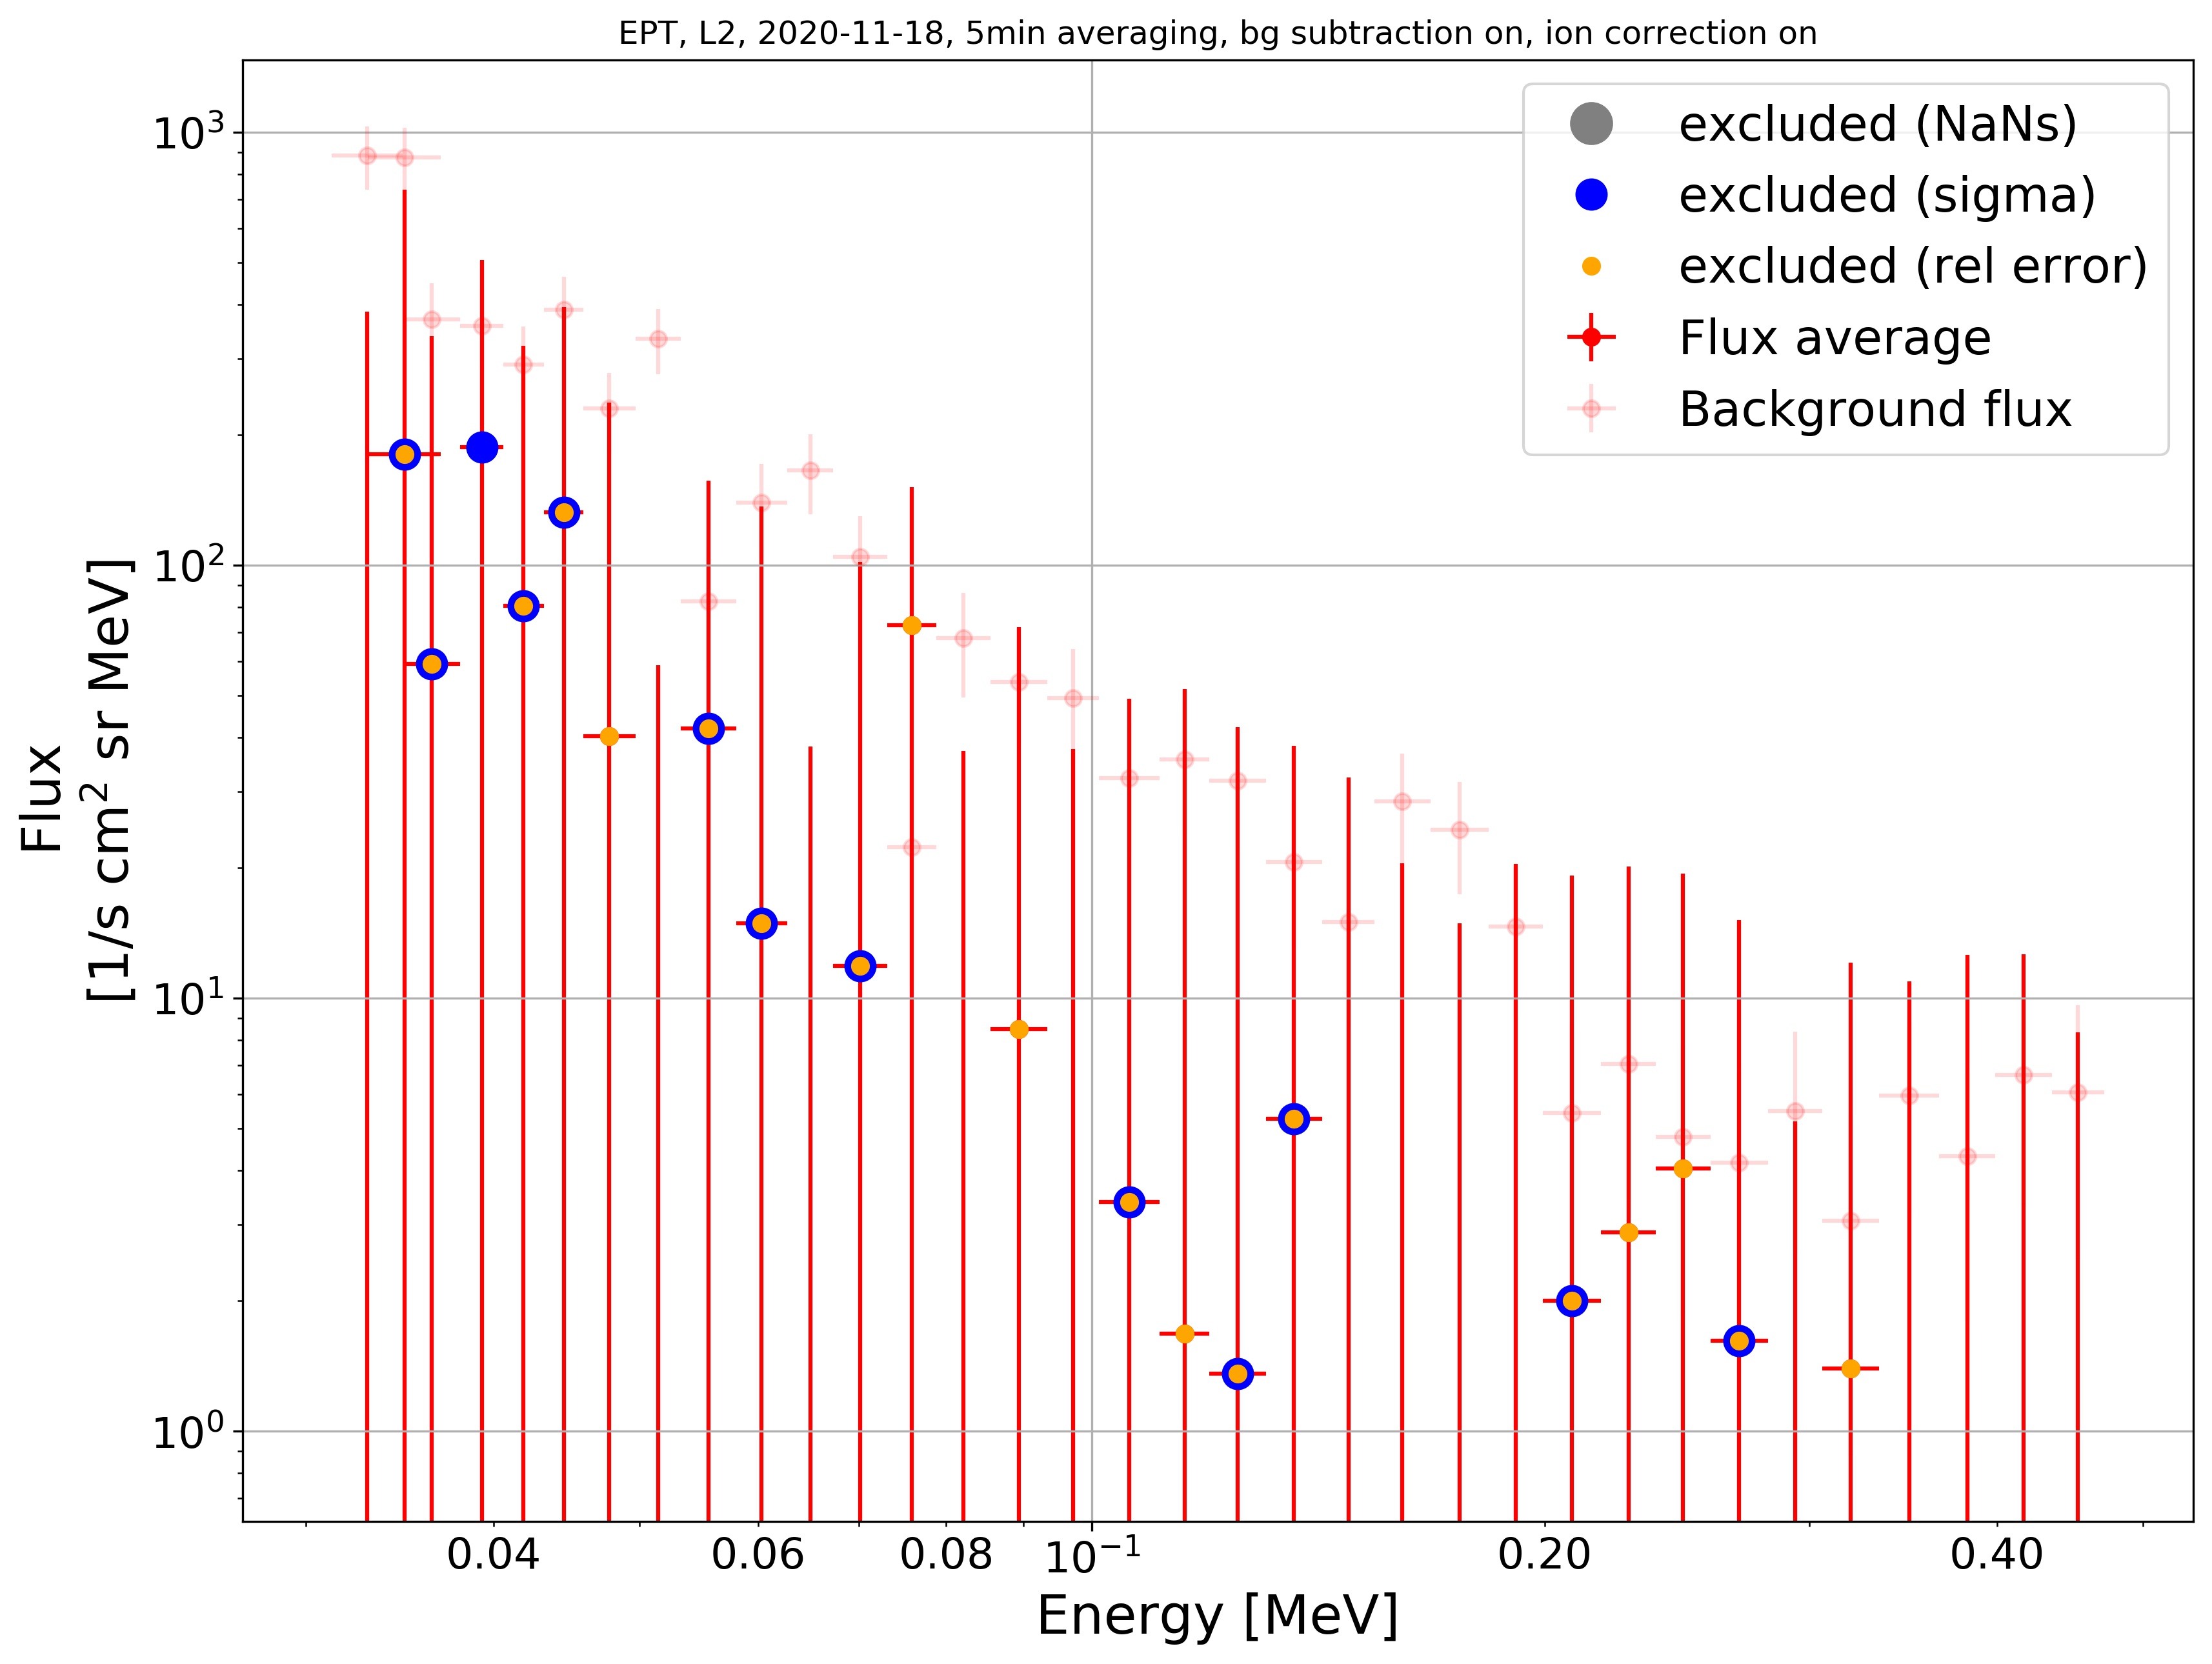 EPT, L2, 2020-11-18, 5min averaging, bg subtraction on, ion correction on
excluded (NaNs)
excluded (sigma)
excluded (rel error)
Flux average
Background flux
Flux
[1/s cm² sr MeV]
10³
10²
10¹
10⁰
0.04 0.06 0.08 10⁻¹ 0.20 0.40
Energy [MeV]